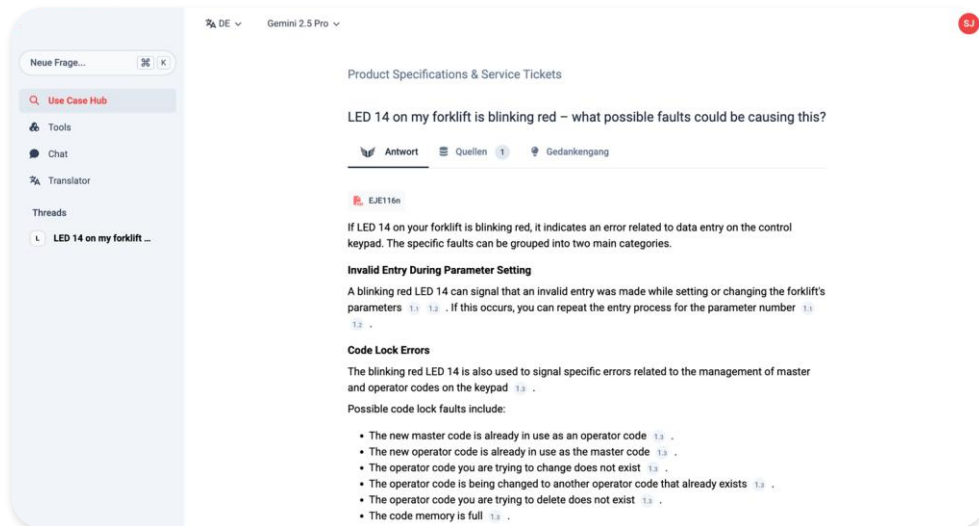 DE
Gemini 2.5 Pro
SJ
Neue Frage...
⌘ K
Use Case Hub
Tools
Chat
Translator
Threads
L LED 14 on my forklift ...
Product Specifications & Service Tickets
LED 14 on my forklift is blinking red – what possible faults could be causing this?
Antwort
Quellen 1
Gedankengang
EJE116n
If LED 14 on your forklift is blinking red, it indicates an error related to data entry on the control
keypad. The specific faults can be grouped into two main categories.
Invalid Entry During Parameter Setting
A blinking red LED 14 can signal that an invalid entry was made while setting or changing the forklift's
parameters 1.1 1.2 . If this occurs, you can repeat the entry process for the parameter number 1.1
1.2 .
Code Lock Errors
The blinking red LED 14 is also used to signal specific errors related to the management of master
and operator codes on the keypad 1.3 .
Possible code lock faults include:
• The new master code is already in use as an operator code 1.3 .
• The new operator code is already in use as the master code 1.3 .
• The operator code you are trying to change does not exist 1.3 .
• The operator code is being changed to another operator code that already exists 1.3 .
• The operator code you are trying to delete does not exist 1.3 .
• The code memory is full 1.3 .